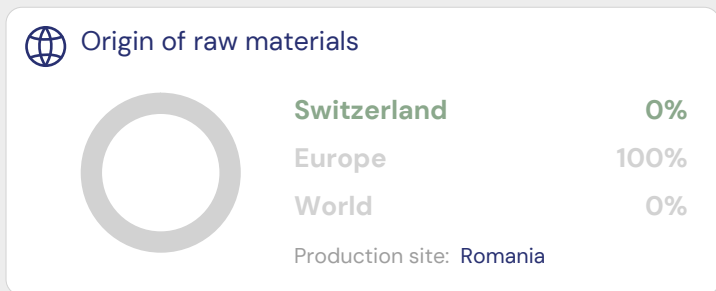 Origin of raw materials
Switzerland 0%
Europe 100%
World 0%
Production site: Romania